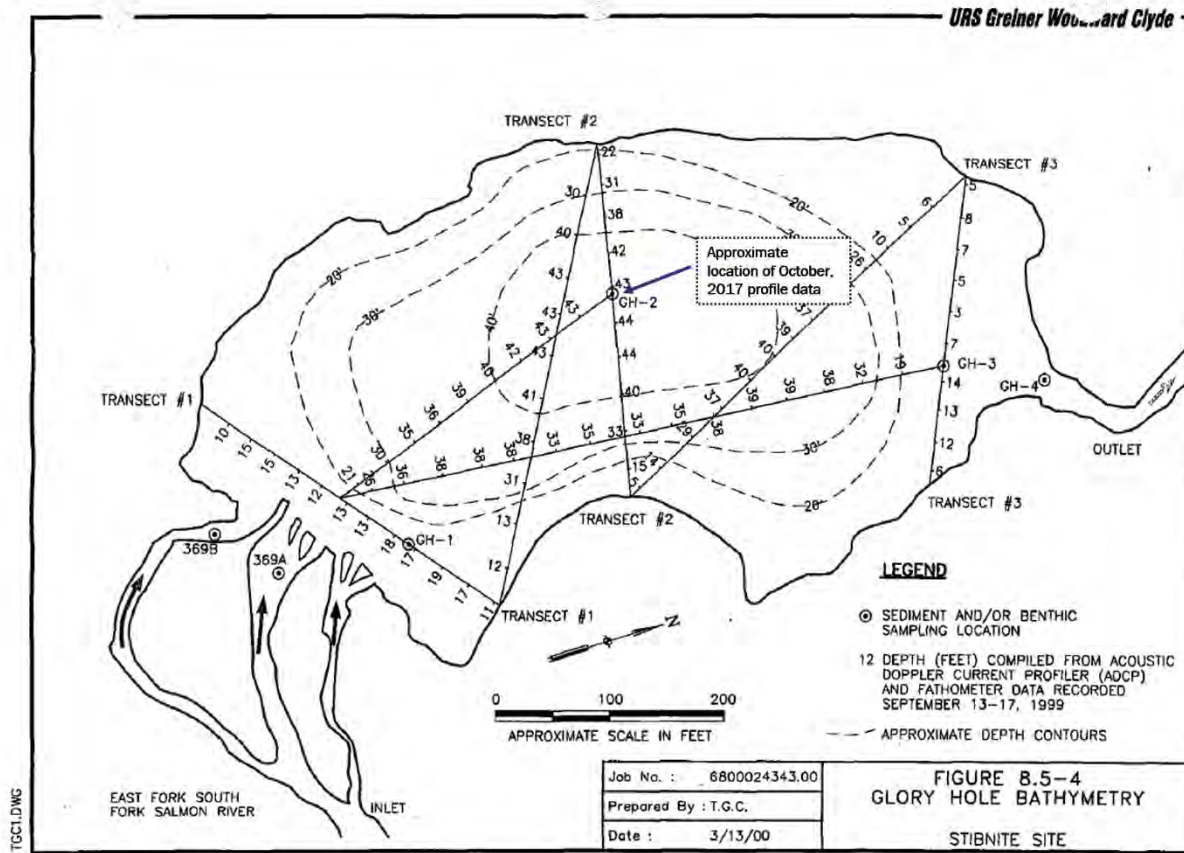 URS Greiner Woodward Clyde
TRANSECT #2
22
TRANSECT #3
31
5
30
20'
6
38
8
5
40
42
10
7
Approximate
location of October,
2017 profile data
26
20'
43
43
5
GH-2
30'
43
43
44
37
3
40
43
42
43
44
39
7
40
40
19
GH-3
39
40
40
32
14
GH-4
TRANSECT #1
36
41
39
38
39
13
OUTLET
10
35
35
37
15
38
33
35
33
33
29
38
12
15
30
38
30'
13
21
26
36
38
38
31
15
14
6
12
5
TRANSECT #3
13
20'
13
13
TRANSECT #2
18
GH-1
369B
17
12
369A
19
17
11
TRANSECT #1
N
LEGEND
SEDIMENT AND/OR BENTHIC
SAMPLING LOCATION
12 DEPTH (FEET) COMPILED FROM ACOUSTIC
DOPPLER CURRENT PROFILER (ADCP)
AND FATHOMETER DATA RECORDED
SEPTEMBER 13-17, 1999
APPROXIMATE DEPTH CONTOURS
0 100 200
APPROXIMATE SCALE IN FEET
EAST FORK SOUTH
FORK SALMON RIVER
INLET
TGC1.DWG
Job No. : 6800024343.00
Prepared By : T.G.C.
Date : 3/13/00
FIGURE 8.5-4
GLORY HOLE BATHYMETRY
STIBNITE SITE